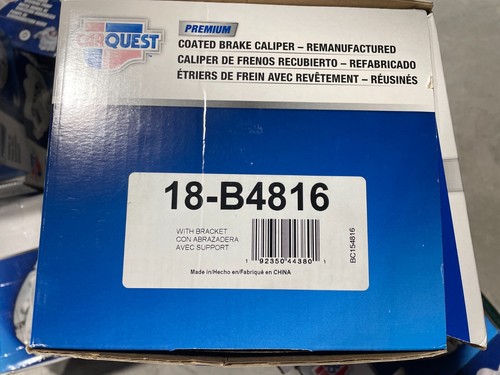 CARQUEST
PREMIUM
COATED BRAKE CALIPER – REMANUFACTURED
CALIPER DE FRENOS RECUBIERTO – REFABRICADO
ÉTRIERS DE FREIN AVEC REVÊTEMENT – RÉUSINÉS
18-B4816
WITH BRACKET
CON ABRAZADERA
AVEC SUPPORT
1 92350 44380 1
BC154816
Made in/Hecho en/Fabriqué en CHINA